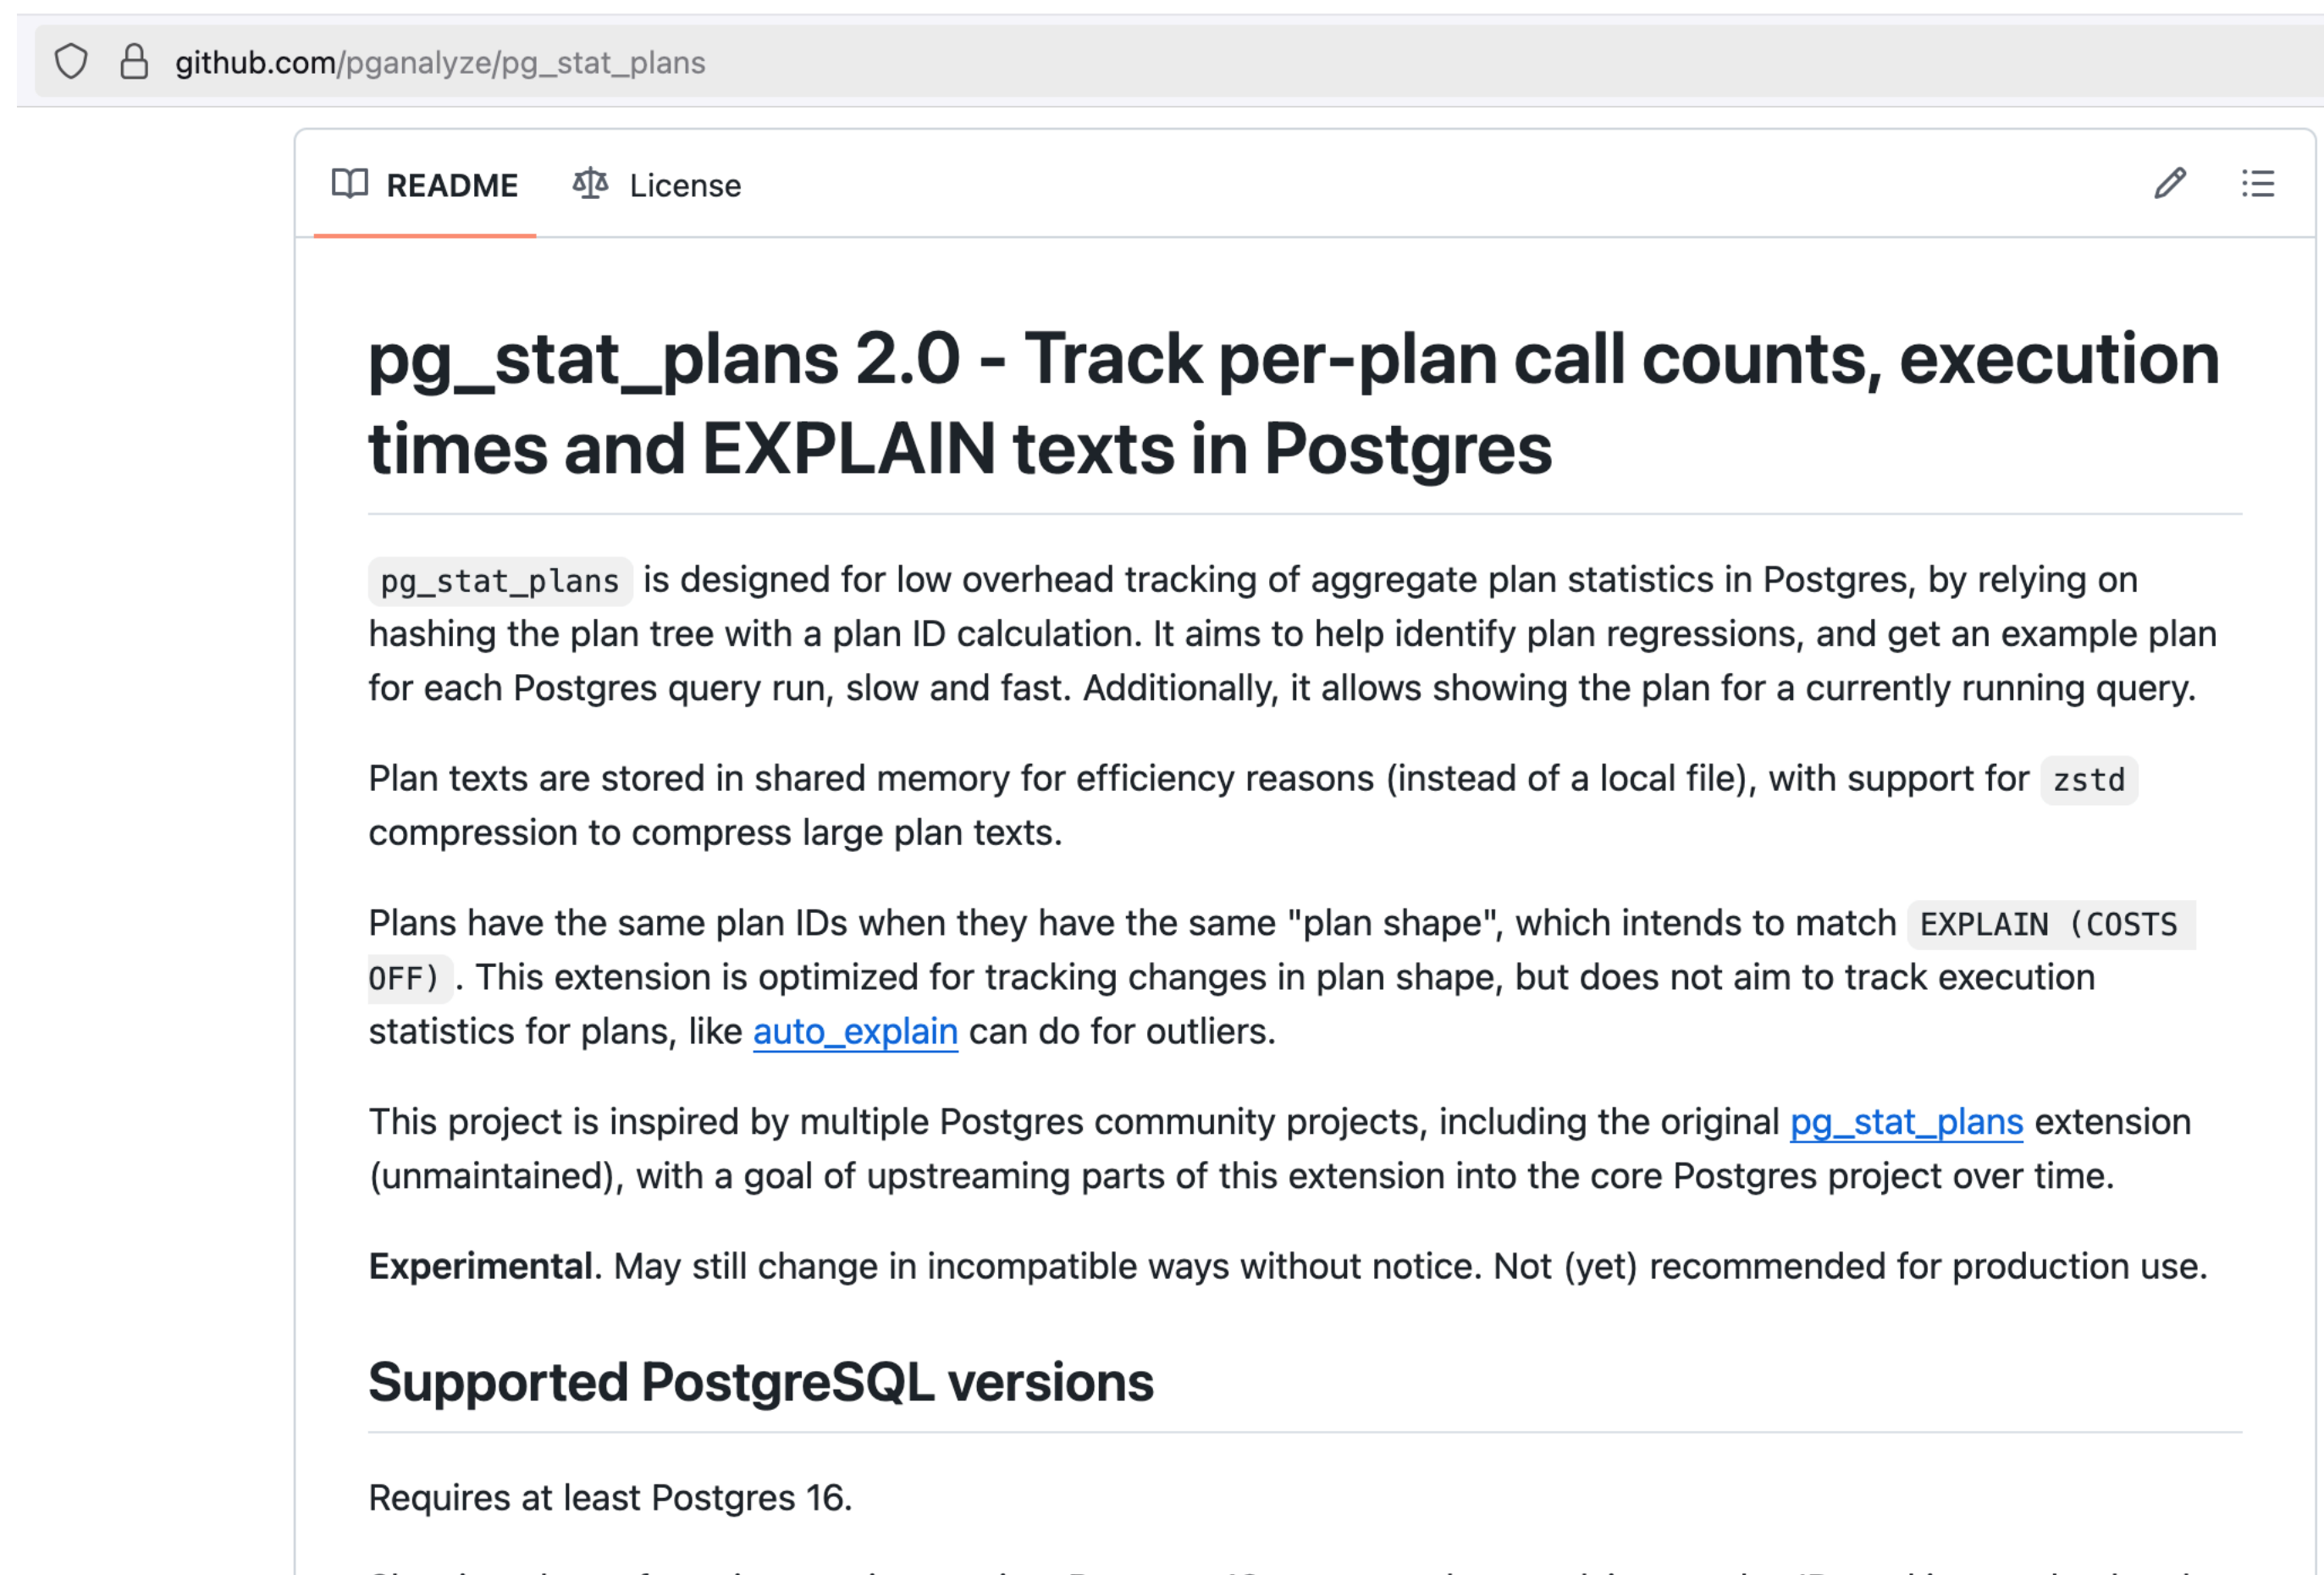 github.com/pganalyze/pg_stat_plans
README License
pg_stat_plans 2.0 - Track per-plan call counts, execution
times and EXPLAIN texts in Postgres
pg_stat_plans is designed for low overhead tracking of aggregate plan statistics in Postgres, by relying on
hashing the plan tree with a plan ID calculation. It aims to help identify plan regressions, and get an example plan
for each Postgres query run, slow and fast. Additionally, it allows showing the plan for a currently running query.
Plan texts are stored in shared memory for efficiency reasons (instead of a local file), with support for zstd
compression to compress large plan texts.
Plans have the same plan IDs when they have the same "plan shape", which intends to match EXPLAIN (COSTS
OFF). This extension is optimized for tracking changes in plan shape, but does not aim to track execution
statistics for plans, like auto_explain can do for outliers.
This project is inspired by multiple Postgres community projects, including the original pg_stat_plans extension
(unmaintained), with a goal of upstreaming parts of this extension into the core Postgres project over time.
Experimental. May still change in incompatible ways without notice. Not (yet) recommended for production use.
Supported PostgreSQL versions
Requires at least Postgres 16.